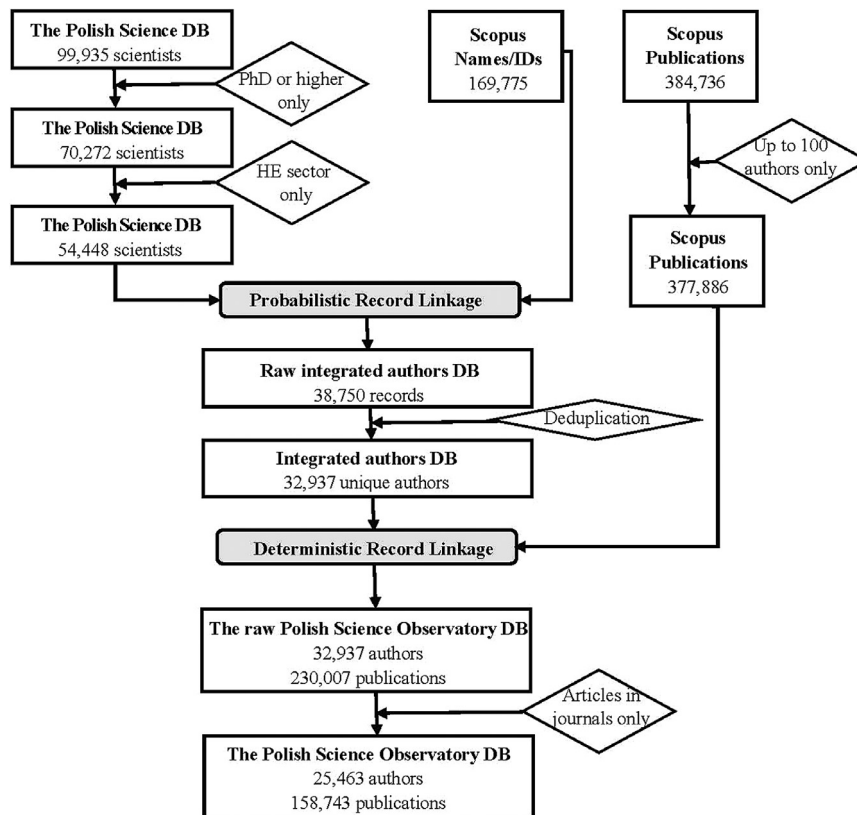 The Polish Science DB
99,935 scientists
PhD or higher
only
The Polish Science DB
70,272 scientists
HE sector
only
The Polish Science DB
54,448 scientists
Scopus
Names/IDs
169,775
Scopus
Publications
384,736
Up to 100
authors only
Scopus
Publications
377,886
Probabilistic Record Linkage
Raw integrated authors DB
38,750 records
Deduplication
Integrated authors DB
32,937 unique authors
Deterministic Record Linkage
The raw Polish Science Observatory DB
32,937 authors
230,007 publications
Articles in
journals only
The Polish Science Observatory DB
25,463 authors
158,743 publications